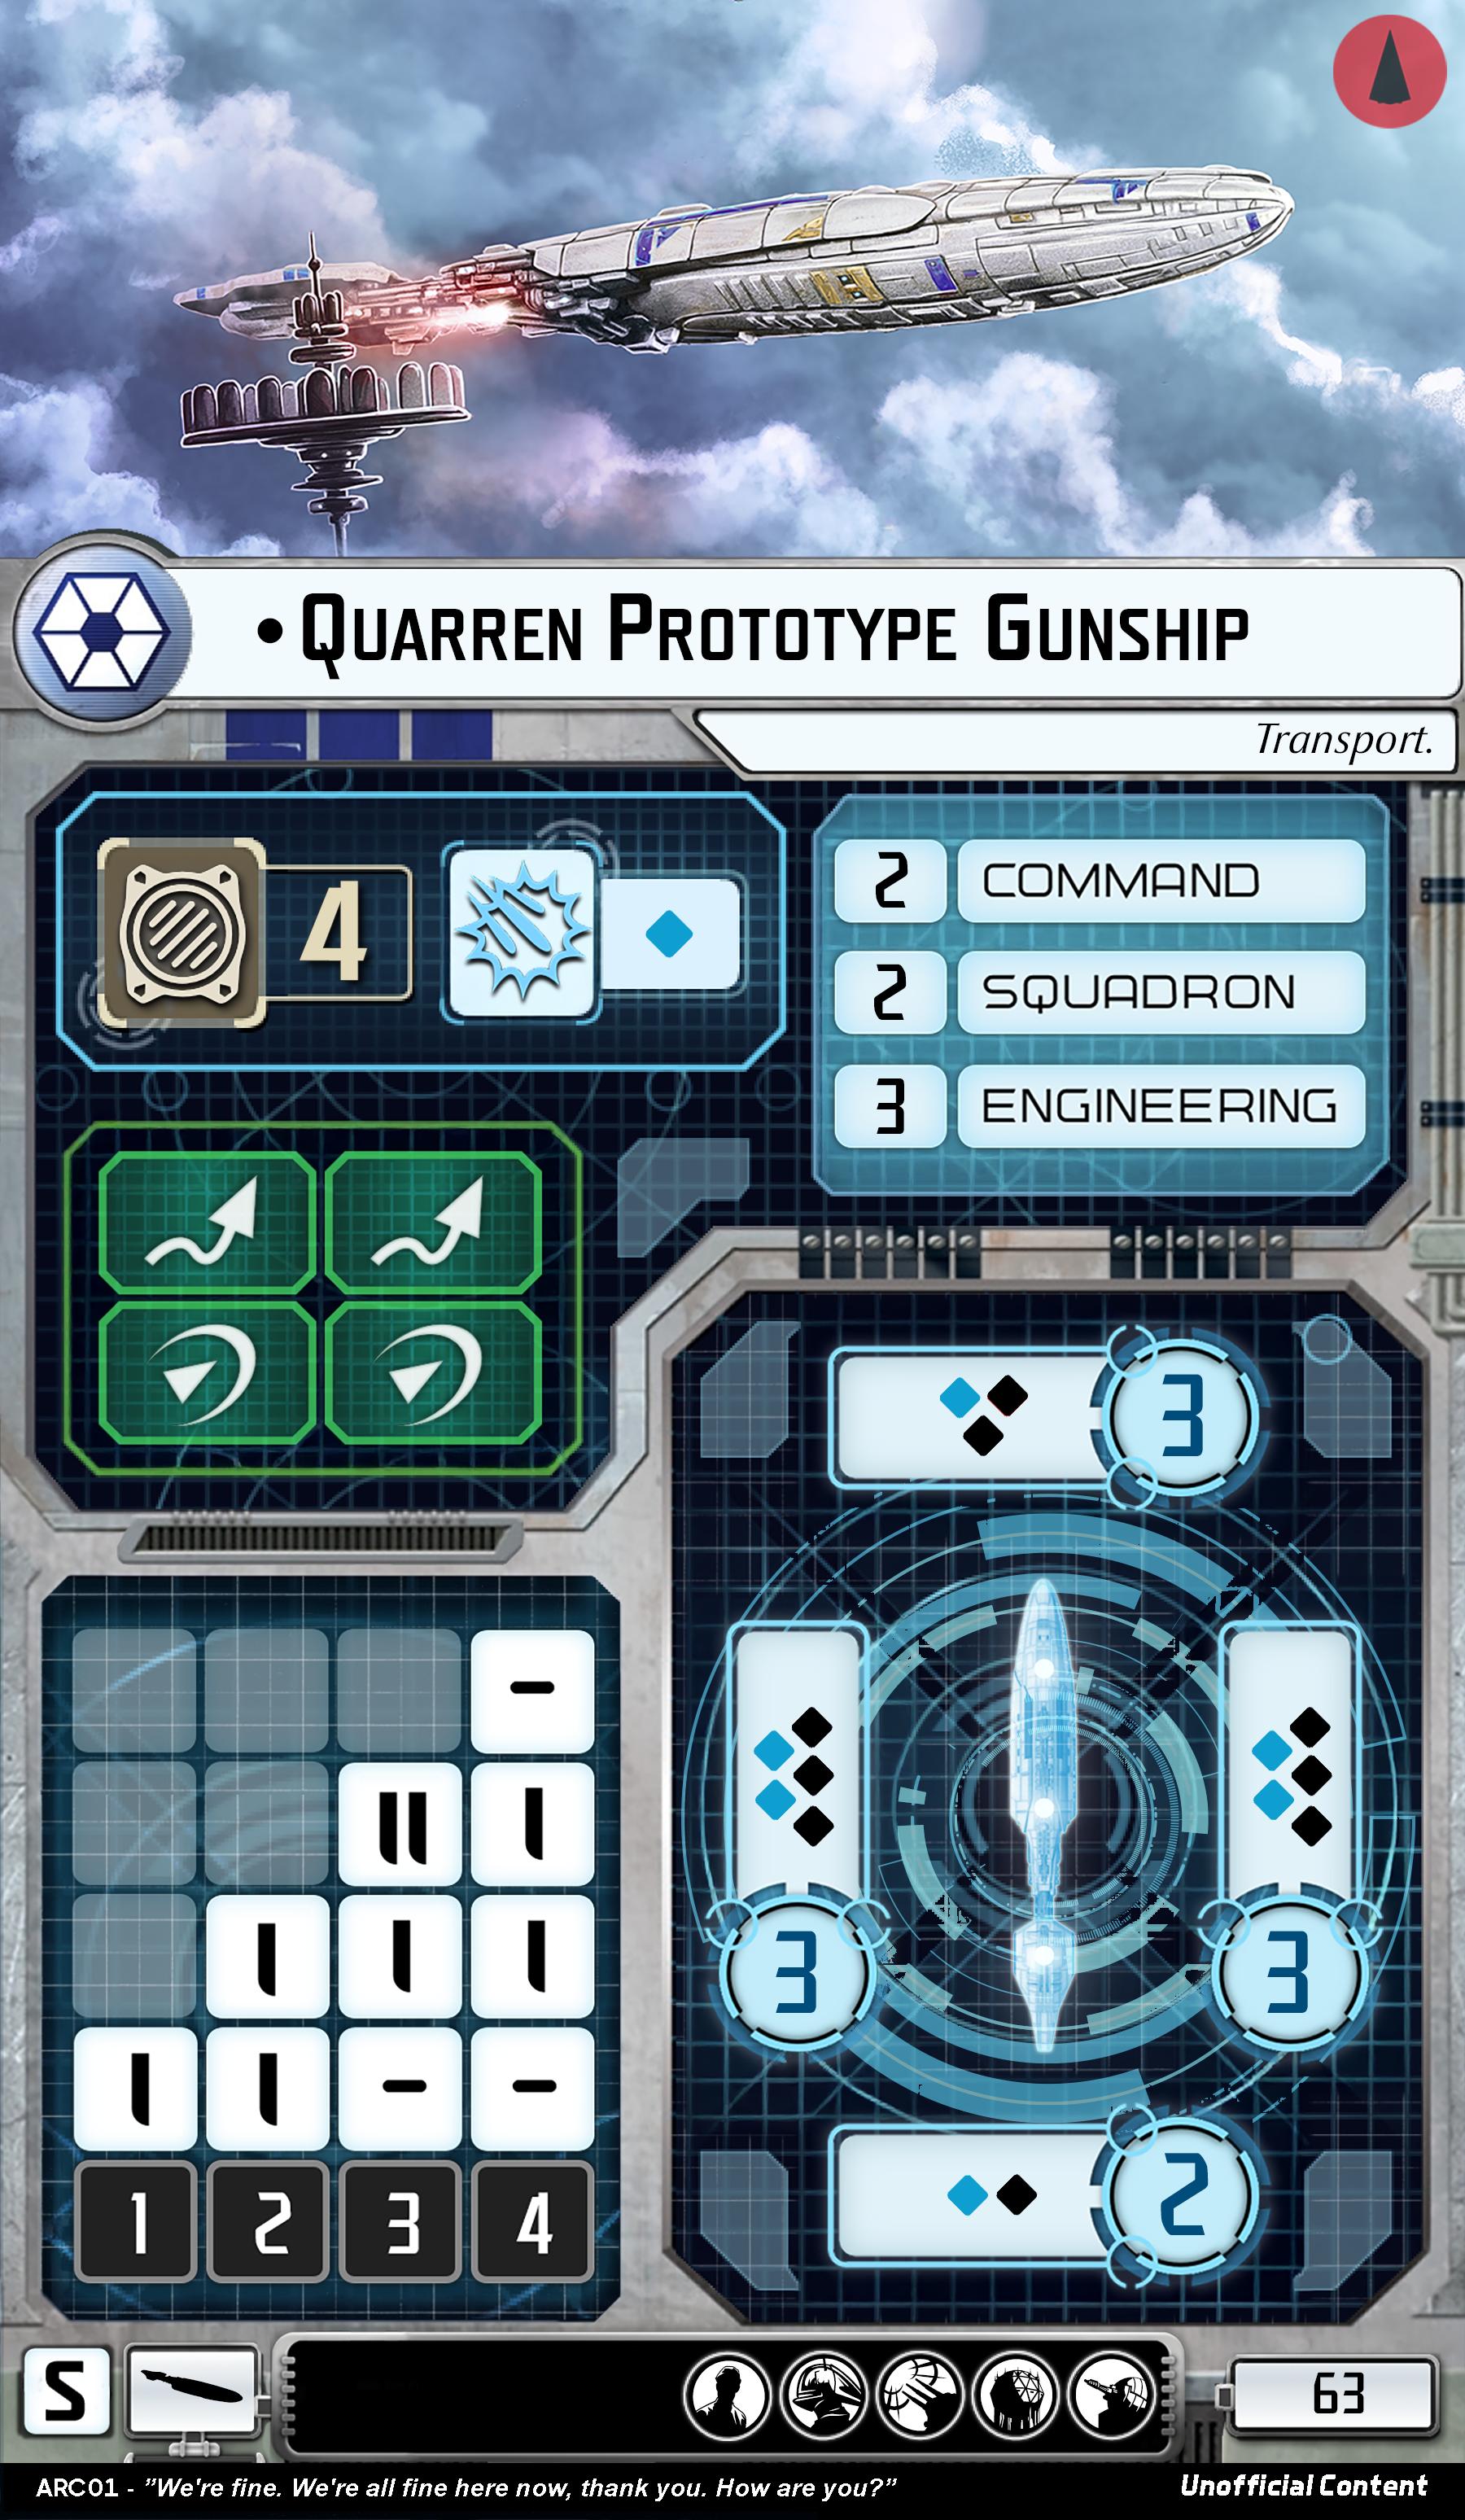 • QUARREN PROTOTYPE GUNSHIP
Transport.
4
2 COMMAND
2 SQUADRON
3 ENGINEERING
3
-
II I
I I I
I I - -
1 2 3 4
3 3
2
S
63
ARC01 - "We're fine. We're all fine here now, thank you. How are you?"
Unofficial Content